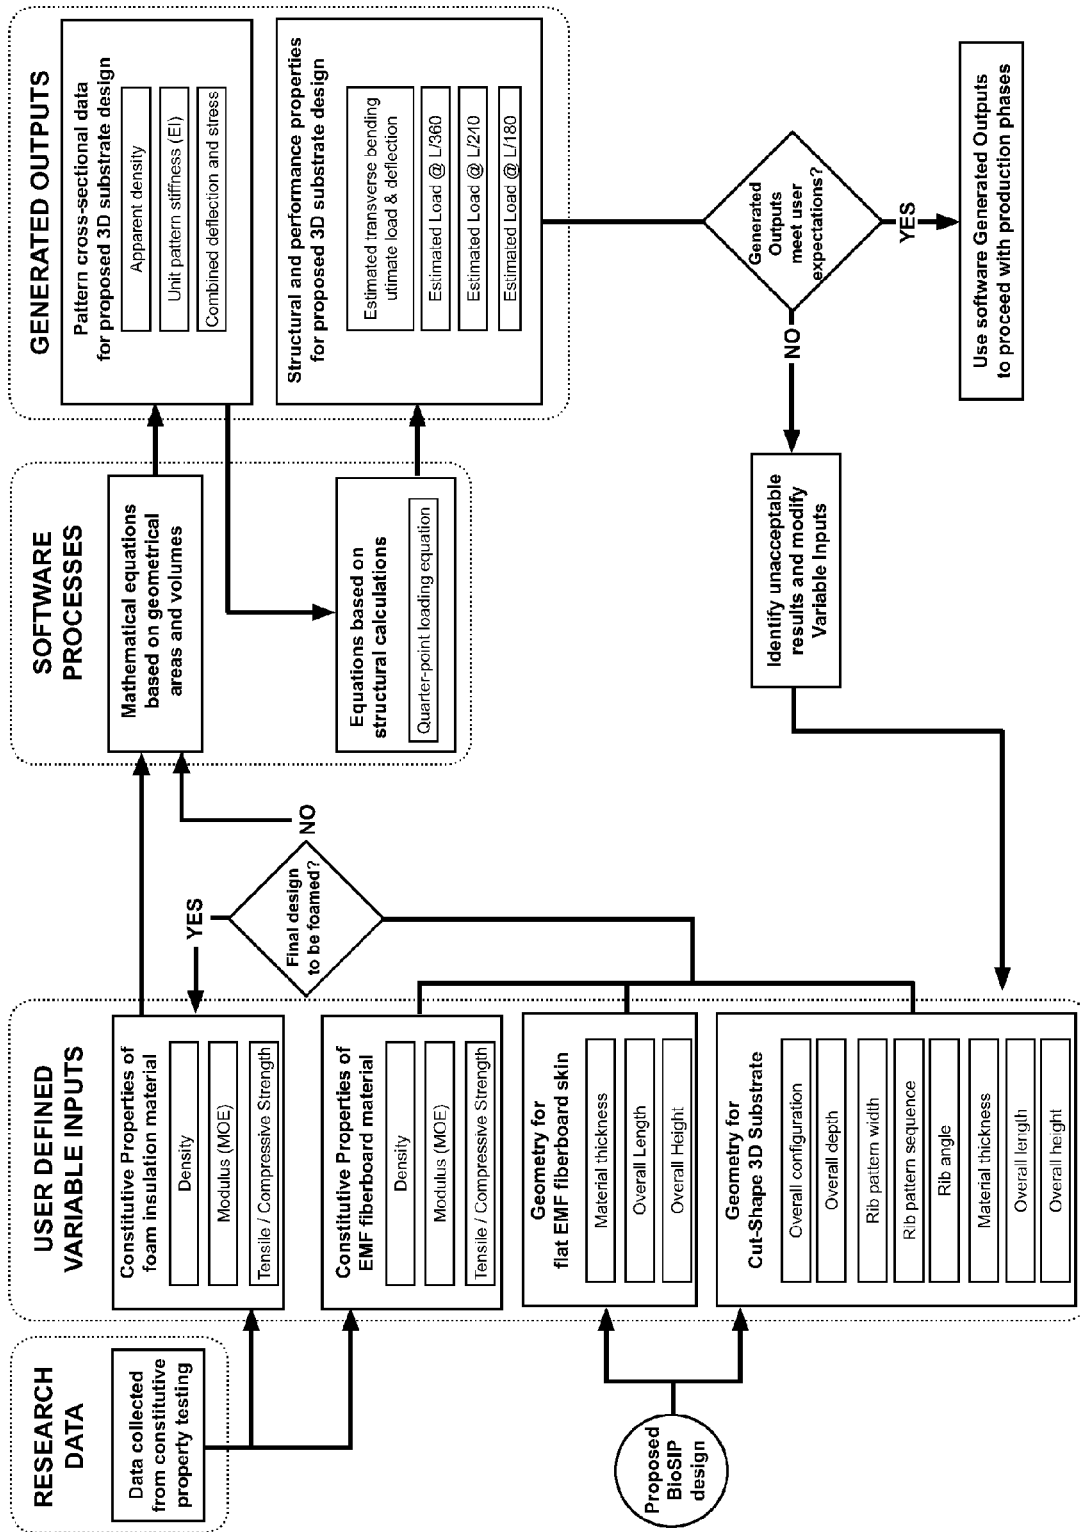 RESEARCH
DATA
Data collected
from constitutive
property testing
Proposed
BioSIP
design
USER DEFINED
VARIABLE INPUTS
Constitutive Properties of
foam insulation material
Density
Modulus (MOE)
Tensile / Compressive Strength
Constitutive Properties of
EMF fiberboard material
Density
Modulus (MOE)
Tensile / Compressive Strength
Geometry for
flat EMF fiberboard skin
Material thickness
Overall Length
Overall Height
Geometry for
Cut-Shape 3D Substrate
Overall configuration
Overall depth
Rib pattern width
Rib pattern sequence
Rib angle
Material thickness
Overall length
Overall height
YES
Final design
to be foamed?
NO
SOFTWARE
PROCESSES
Mathematical equations
based on geometrical
areas and volumes
Equations based on
structural calculations
Quarter-point loading equation
Identify unacceptable
results and modify
Variable Inputs
GENERATED OUTPUTS
Pattern cross-sectional data
for proposed 3D substrate design
Apparent density
Unit pattern stiffness (EI)
Combined deflection and stress
Structural and performance properties
for proposed 3D substrate design
Estimated transverse bending
utimate load & deflection
Estimated Load @ L/360
Estimated Load @ L/240
Estimated Load @ L/180
NO
Generated
Outputs
meet user
expectations?
YES
Use software Generated Outputs
to proceed with production phases